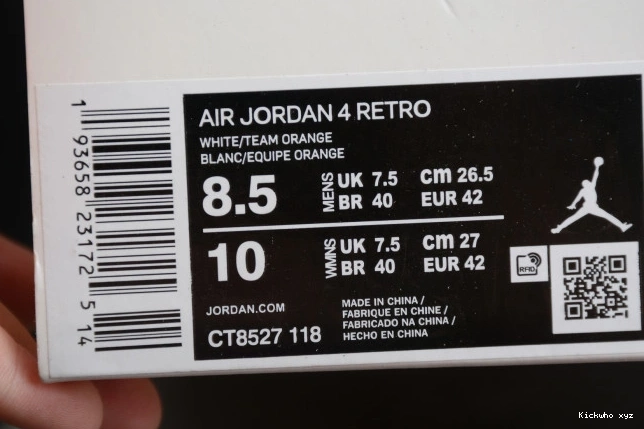 AIR JORDAN 4 RETRO
WHITE/TEAM ORANGE
BLANC/EQUIPE ORANGE
8.5 MENS UK 7.5 cm 26.5
BR 40 EUR 42
10 WMNS UK 7.5 cm 27
BR 40 EUR 42
JORDAN.COM
CT8527 118
MADE IN CHINA /
FABRIQUE EN CHINE /
FABRICADO NA CHINA /
HECHO EN CHINA
RFID
1 93658 23172 5 14
Kickwho xyz